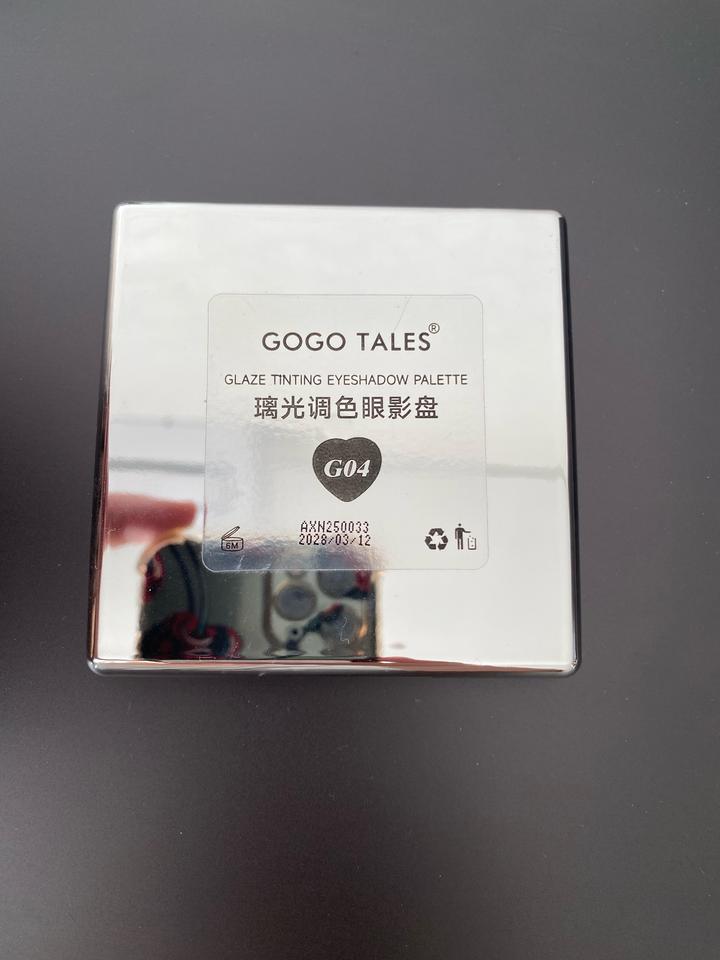 GOGO TALES®
GLAZE TINTING EYESHADOW PALETTE
璃光调色眼影盘
G04
AXN250033
2028/03/12
6M